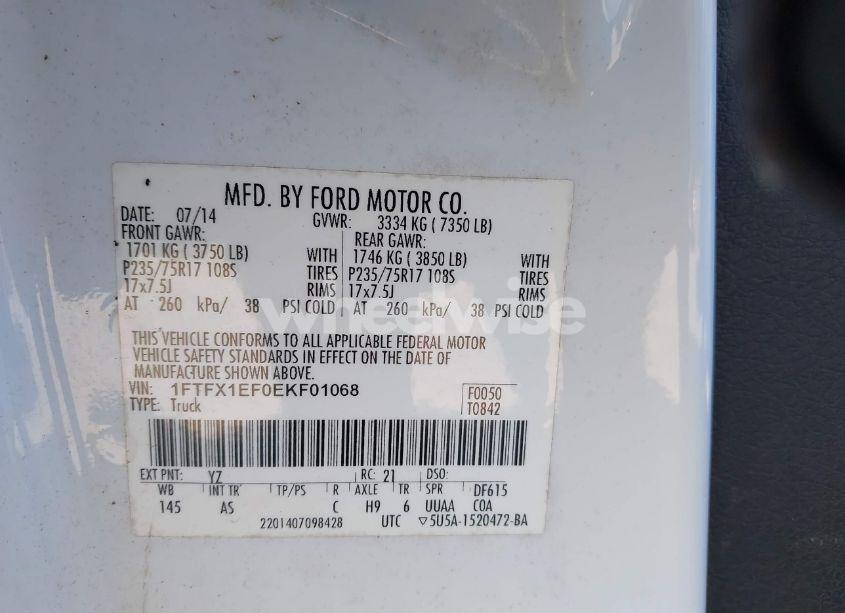 MFD. BY FORD MOTOR CO.
DATE: 07/14 GVWR: 3334 KG ( 7350 LB)
FRONT GAWR: REAR GAWR:
1701 KG ( 3750 LB) WITH 1746 KG ( 3850 LB) WITH
P235/75R17 108S TIRES P235/75R17 108S TIRES
17x7.5J RIMS 17x7.5J RIMS
AT 260 kPa/ 38 PSI COLD AT 260 kPa/ 38 PSI COLD
wheelwise
THIS VEHICLE CONFORMS TO ALL APPLICABLE FEDERAL MOTOR
VEHICLE SAFETY STANDARDS IN EFFECT ON THE DATE OF
MANUFACTURE SHOWN ABOVE.
VIN: 1FTFX1EF0EKF01068 F0050
TYPE: Truck T0842
EXT PNT: YZ RC: 21 DSO:
WB INT TR TP/PS R AXLE TR SPR DF615
145 AS C H9 6 UUAA COA
2201407098428 UTC ▽5U5A-1520472-BA